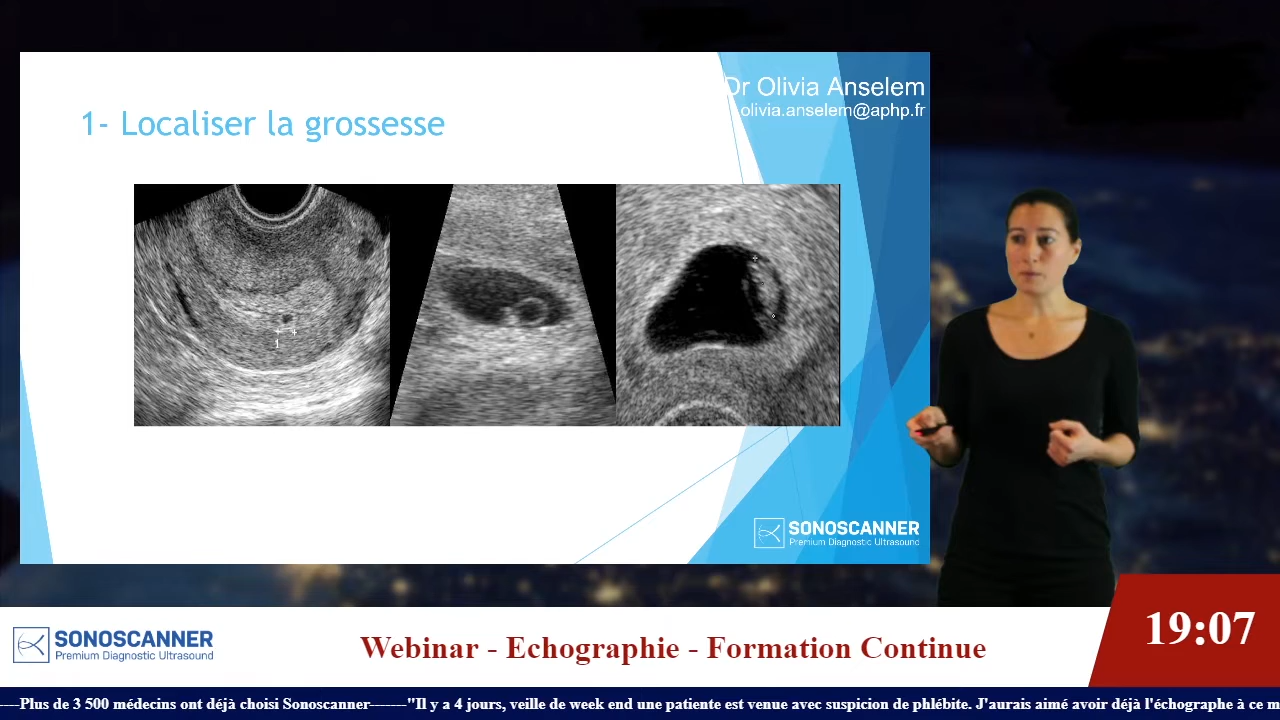 Dr Olivia Anselem
olivia.anselem@aphp.fr
1- Localiser la grossesse
1
SONOSCANNER
Premium Diagnostic Ultrasound
19:07
SONOSCANNER
Premium Diagnostic Ultrasound
Webinar - Echographie - Formation Continue
----Plus de 3 500 médecins ont déjà choisi Sonoscanner-------"Il y a 4 jours, veille de week end une patiente est venue avec suspicion de phlébite. J'aurais aimé avoir déjà l'échographe à ce m